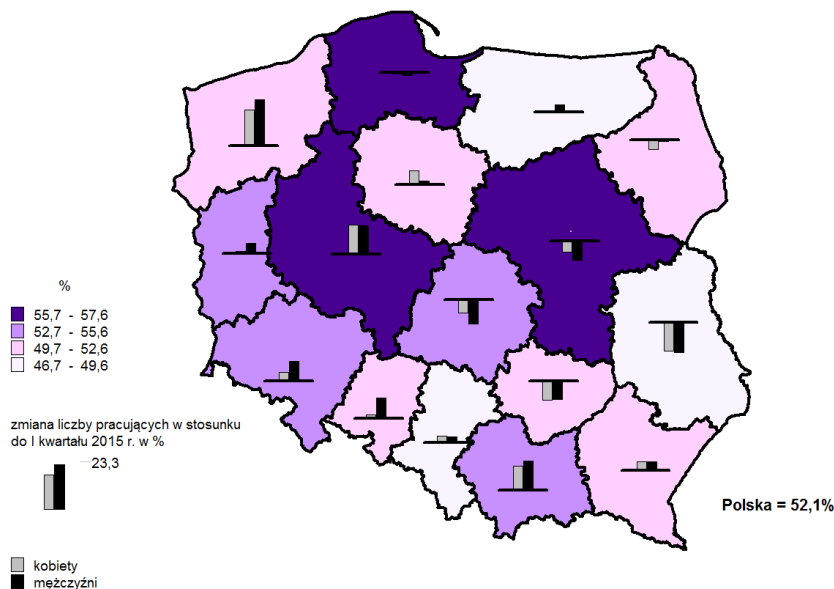 %
55,7 - 57,6
52,7 - 55,6
49,7 - 52,6
46,7 - 49,6
zmiana liczby pracujących w stosunku
do I kwartału 2015 r. w %
23,3
Polska = 52,1%
kobiety
mężczyźni